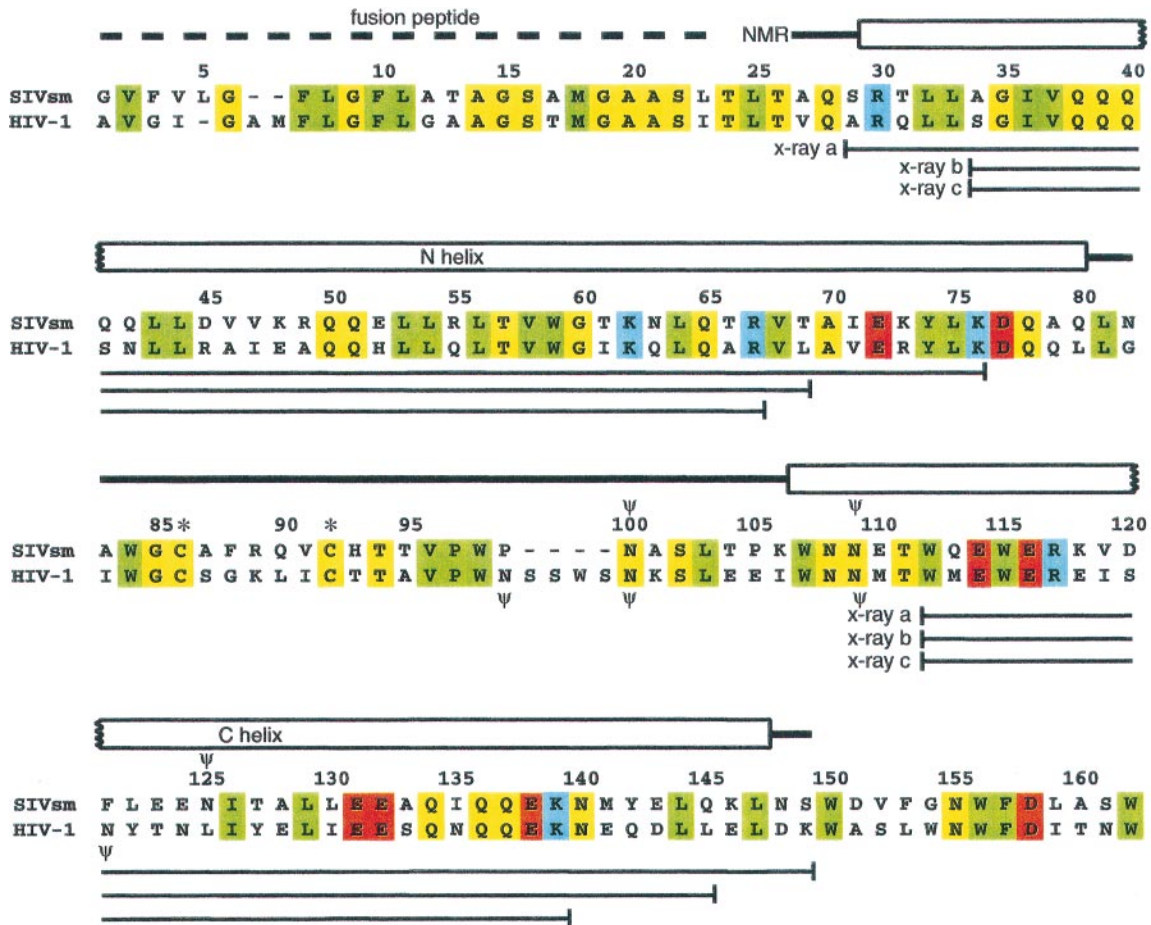 fusion peptide
NMR
5 10 15 20 25 30 35 40
SIVsm G V F V L G - - F L G F L A T A G S A M G A A S L T L T A Q S R T L L A G I V Q Q Q
HIV-1 A V G I - G A M F L G F L G A A G S T M G A A S I T L T V Q A R Q L L S G I V Q Q Q
x-ray a
x-ray b
x-ray c
N helix
45 50 55 60 65 70 75 80
SIVsm Q Q L L D V V K R Q Q E L L R L T V W G T K N L Q T R V T A I E K Y L K D Q A Q L N
HIV-1 S N L L R A I E A Q Q H L L Q L T V W G I K Q L Q A R V L A V E R Y L K D Q Q L L G
ψ ψ
85 * 90 * 95 100 105 110 115 120
SIVsm A W G C A F R Q V C H T T V P W P - - - - N A S L T P K W N N E T W Q E W E R K V D
HIV-1 I W G C S G K L I C T T A V P W N S S W S N K S L E E I W N N M T W M E W E R E I S
ψ ψ ψ
x-ray a
x-ray b
x-ray c
C helix
ψ
125 130 135 140 145 150 155 160
SIVsm F L E E N I T A L L E E A Q I Q Q E K N M Y E L Q K L N S W D V F G N W F D L A S W
HIV-1 N Y T N L I Y E L I E E S Q N Q Q E K N E Q D L L E L D K W A S L W N W F D I T N W
ψ